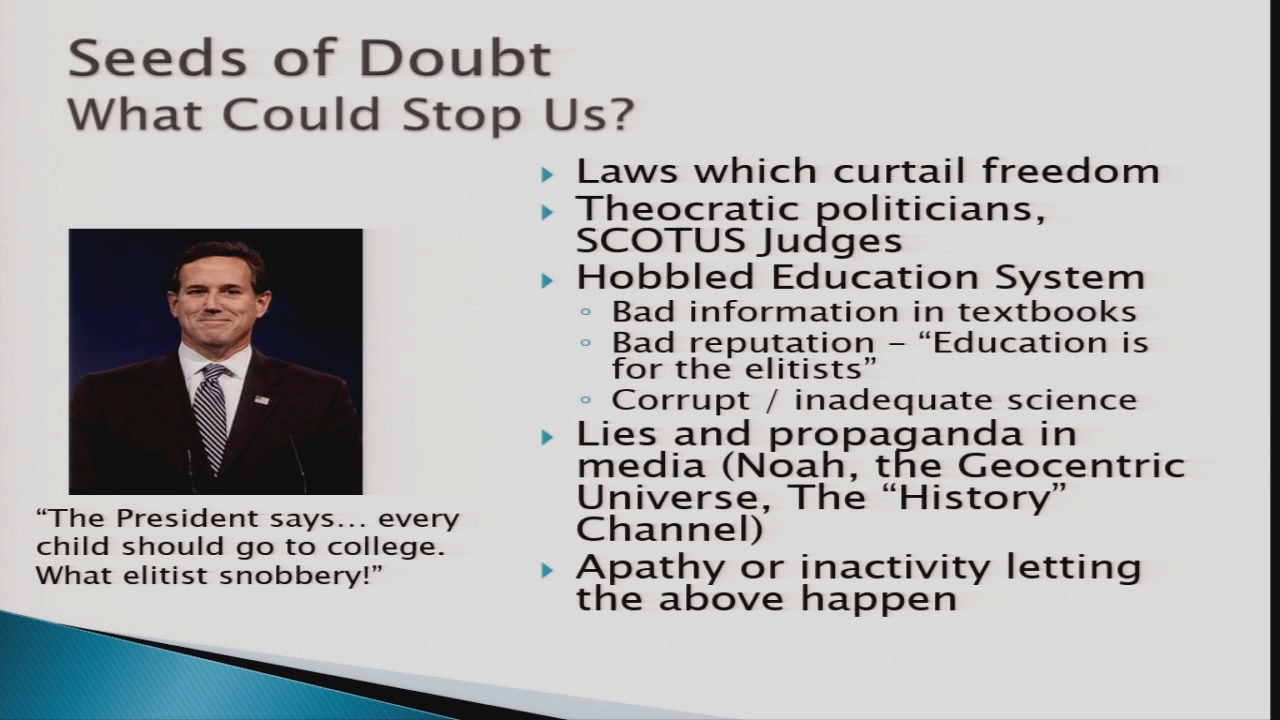 Seeds of Doubt
What Could Stop Us?
Laws which curtail freedom
Theocratic politicians,
SCOTUS Judges
Hobbled Education System
Bad information in textbooks
Bad reputation – “Education is
for the elitists”
Corrupt / inadequate science
Lies and propaganda in
media (Noah, the Geocentric
Universe, The “History”
Channel)
Apathy or inactivity letting
the above happen
“The President says... every
child should go to college.
What elitist snobbery!”